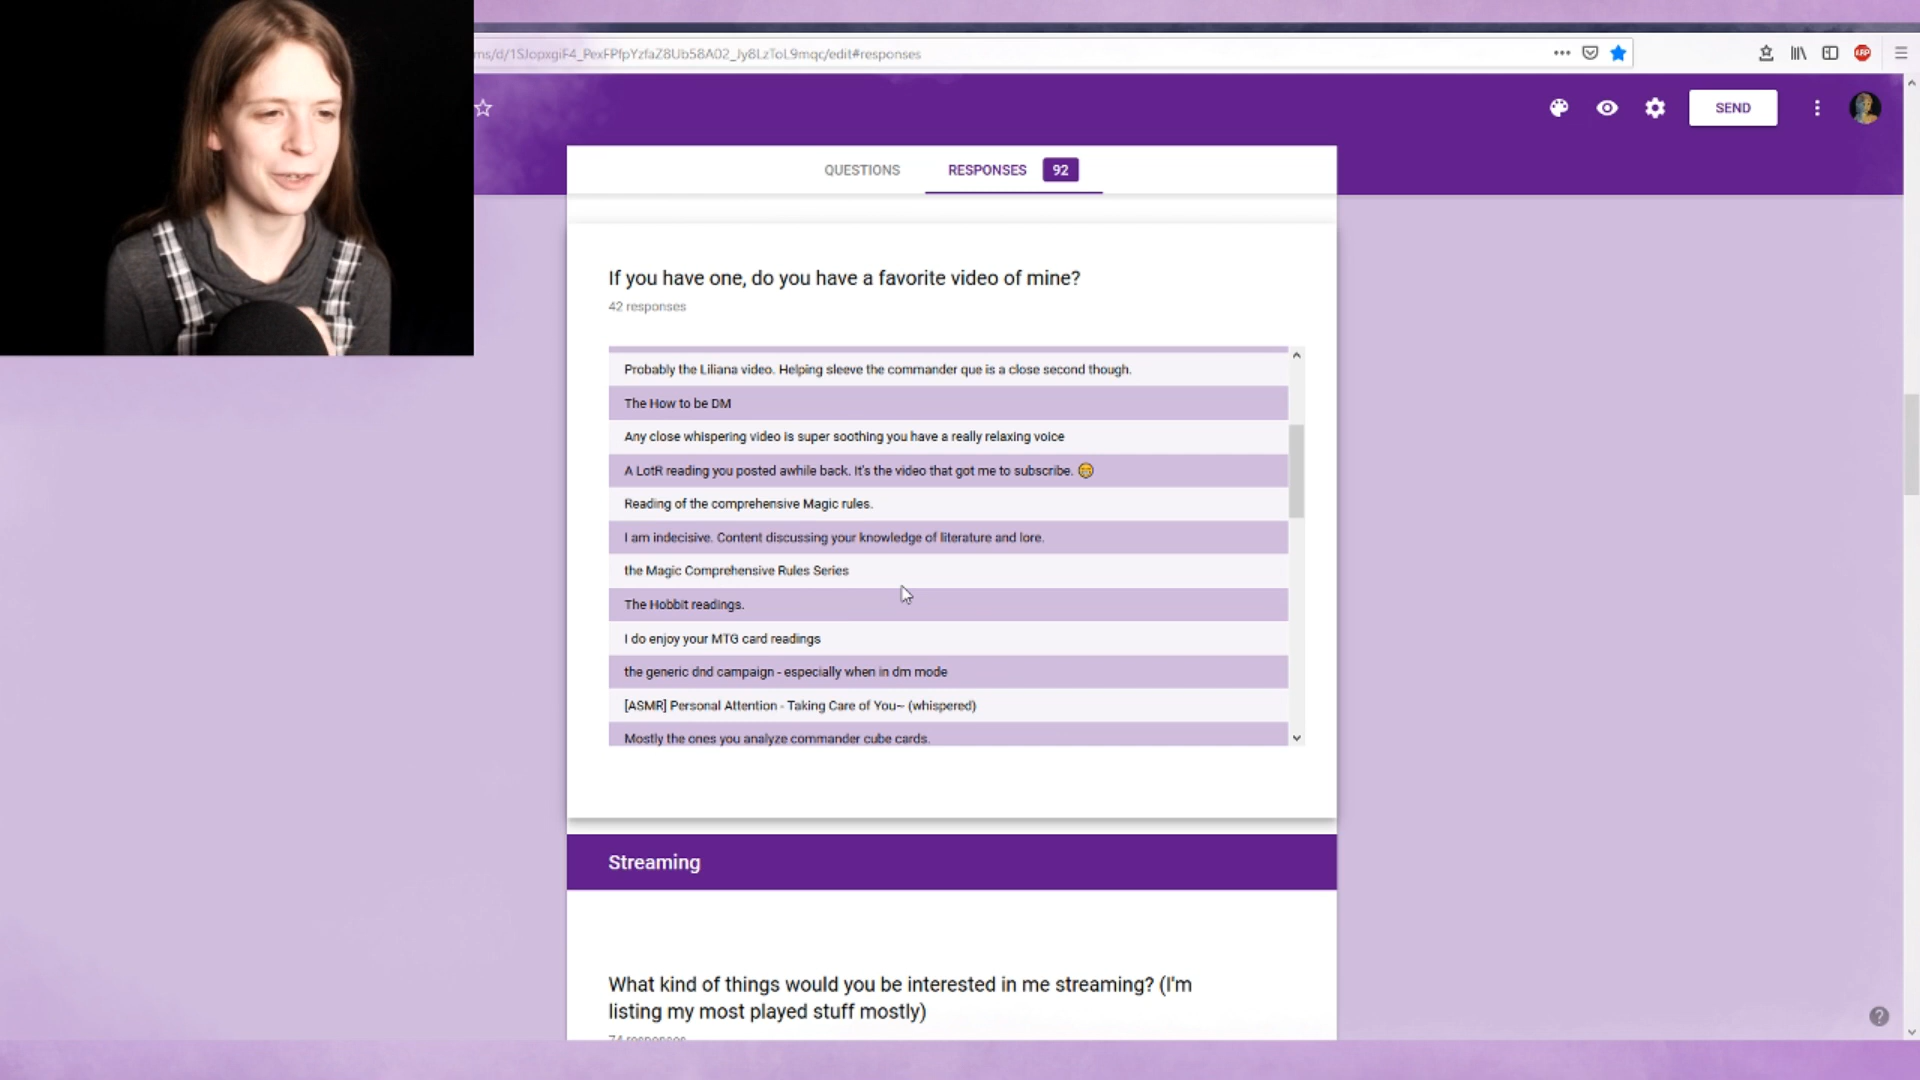 ms/d/1SJopxgiF4_PexFPfpYzfaZ8Ub58A02_Jy8LzToL9mqc/edit#responses
SEND
QUESTIONS RESPONSES 92
If you have one, do you have a favorite video of mine?
42 responses
Probably the Liliana video. Helping sleeve the commander que is a close second though.
The How to be DM
Any close whispering video is super soothing you have a really relaxing voice
A LotR reading you posted awhile back. It's the video that got me to subscribe. 😁
Reading of the comprehensive Magic rules.
I am indecisive. Content discussing your knowledge of literature and lore.
the Magic Comprehensive Rules Series
The Hobbit readings.
I do enjoy your MTG card readings
the generic dnd campaign - especially when in dm mode
[ASMR] Personal Attention - Taking Care of You~ (whispered)
Mostly the ones you analyze commander cube cards.
Streaming
What kind of things would you be interested in me streaming? (I'm
listing my most played stuff mostly)
74 responses